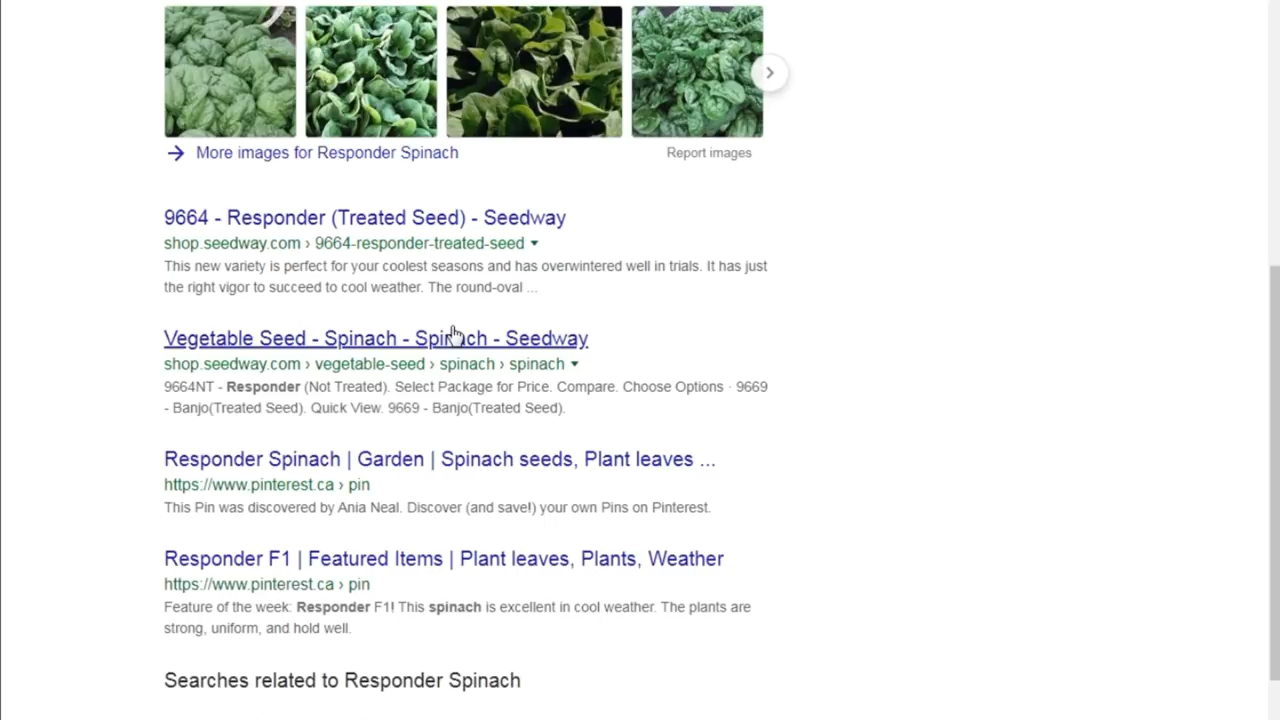 More images for Responder Spinach
Report images
9664 - Responder (Treated Seed) - Seedway
shop.seedway.com › 9664-responder-treated-seed
This new variety is perfect for your coolest seasons and has overwintered well in trials. It has just
the right vigor to succeed to cool weather. The round-oval ...
Vegetable Seed - Spinach - Spinach - Seedway
shop.seedway.com › vegetable-seed › spinach › spinach
9664NT - Responder (Not Treated). Select Package for Price. Compare. Choose Options · 9669
- Banjo(Treated Seed). Quick View. 9669 - Banjo(Treated Seed).
Responder Spinach | Garden | Spinach seeds, Plant leaves ...
https://www.pinterest.ca › pin
This Pin was discovered by Ania Neal. Discover (and save!) your own Pins on Pinterest.
Responder F1 | Featured Items | Plant leaves, Plants, Weather
https://www.pinterest.ca › pin
Feature of the week: Responder F1! This spinach is excellent in cool weather. The plants are
strong, uniform, and hold well.
Searches related to Responder Spinach